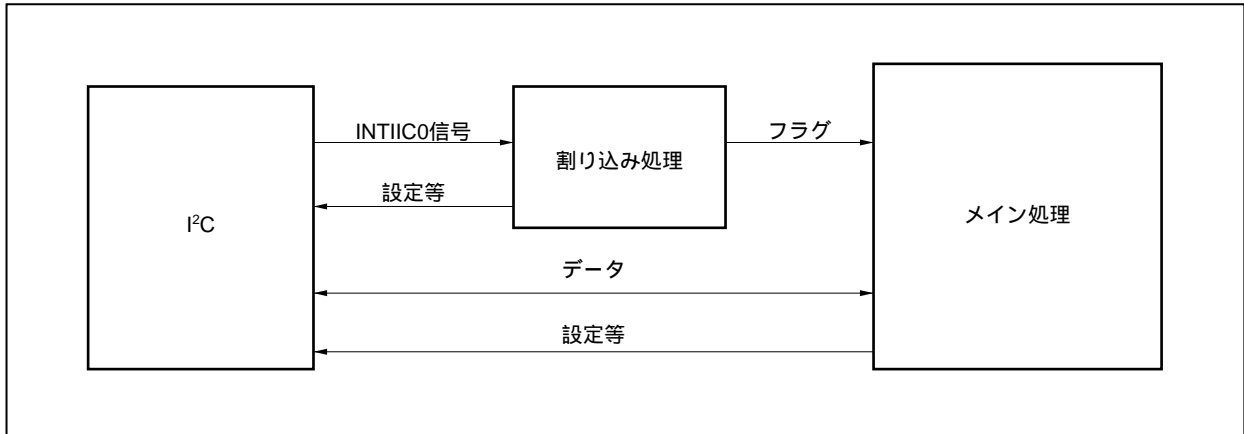 INTIIC0信号
フラグ
割り込み処理
設定等
I²C
メイン処理
データ
設定等